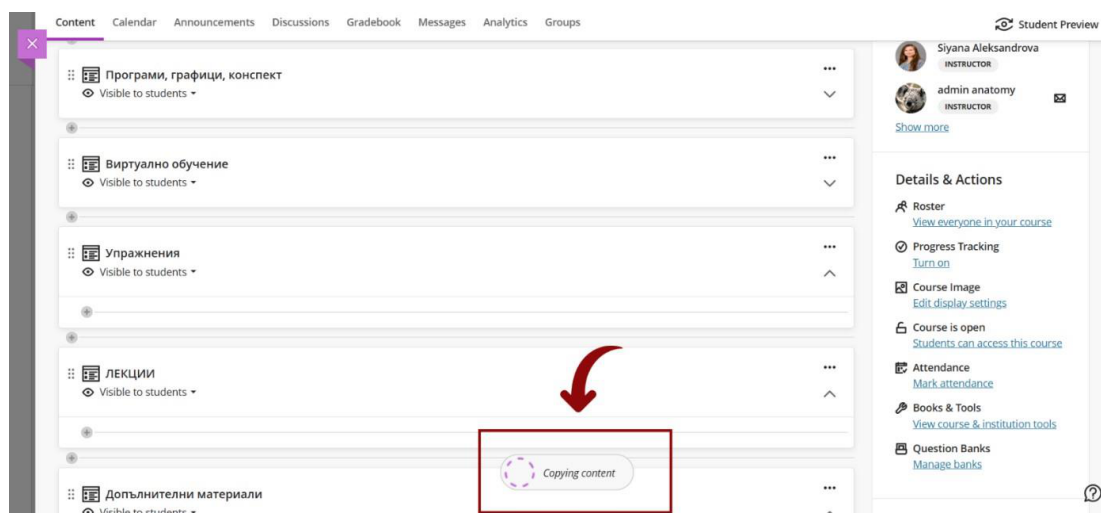 Content Calendar Announcements Discussions Gradebook Messages Analytics Groups
Student Preview
Програми, графици, конспект
Visible to students
Виртуално обучение
Visible to students
Упражнения
Visible to students
ЛЕКЦИИ
Visible to students
Copying content
Допълнителни материали
Visible to students
Siyana Aleksandrova
INSTRUCTOR
admin anatomy
INSTRUCTOR
Show more
Details & Actions
Roster
View everyone in your course
Progress Tracking
Turn on
Course Image
Edit display settings
Course is open
Students can access this course
Attendance
Mark attendance
Books & Tools
View course & institution tools
Question Banks
Manage banks